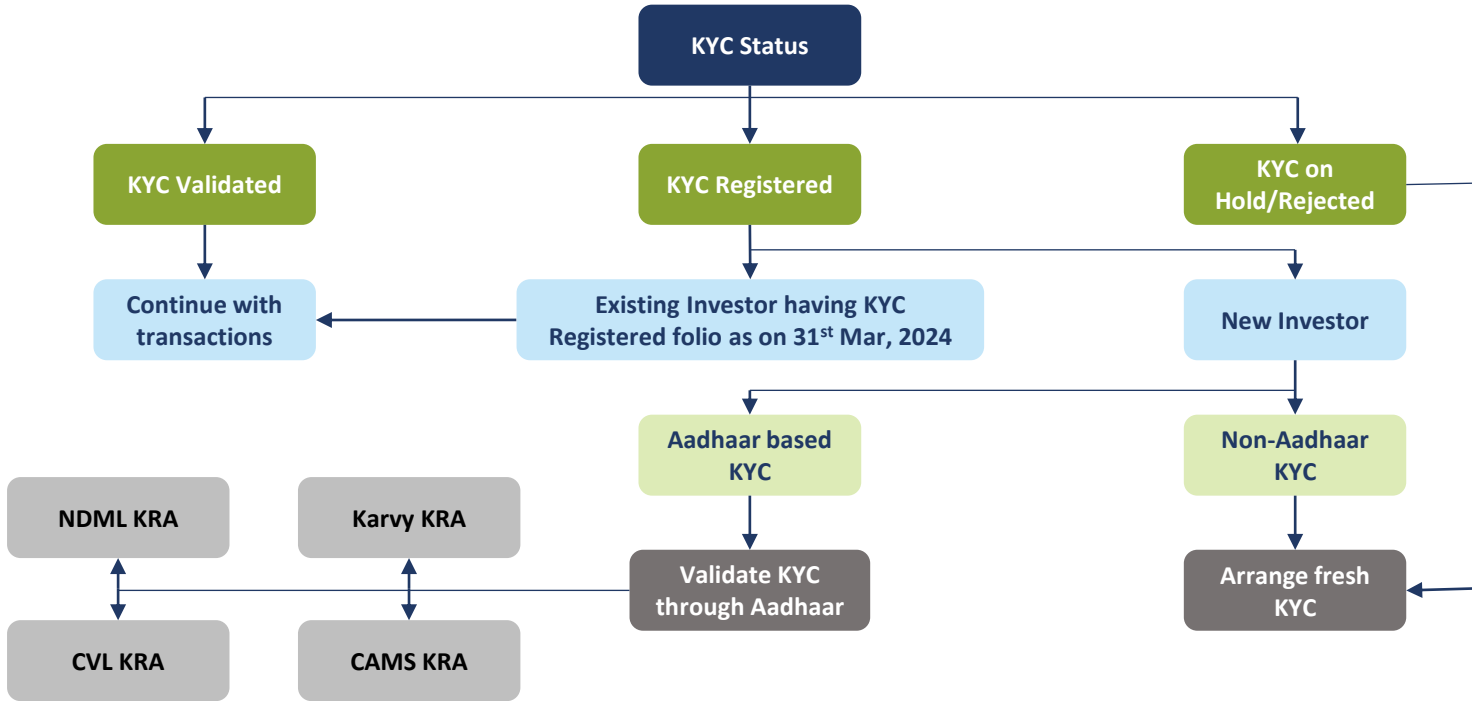 KYC Status
KYC Validated
KYC Registered
KYC on
Hold/Rejected
Continue with
transactions
Existing Investor having KYC
Registered folio as on 31st Mar, 2024
New Investor
Aadhaar based
KYC
Non-Aadhaar
KYC
NDML KRA
Karvy KRA
Validate KYC
through Aadhaar
Arrange fresh
KYC
CVL KRA
CAMS KRA